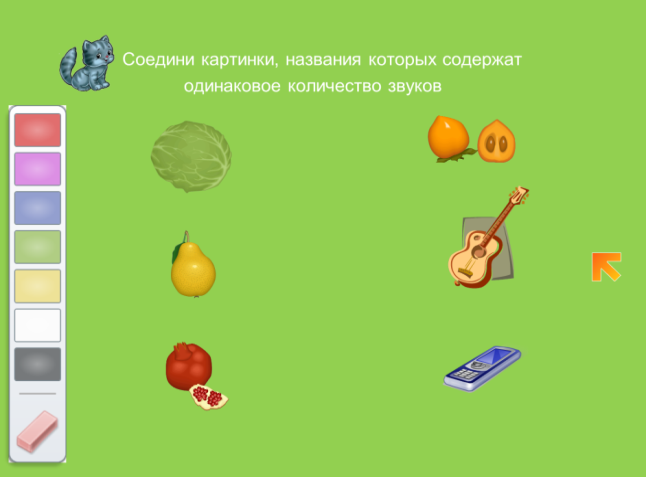 Соедини картинки, названия которых содержат
одинаковое количество звуков